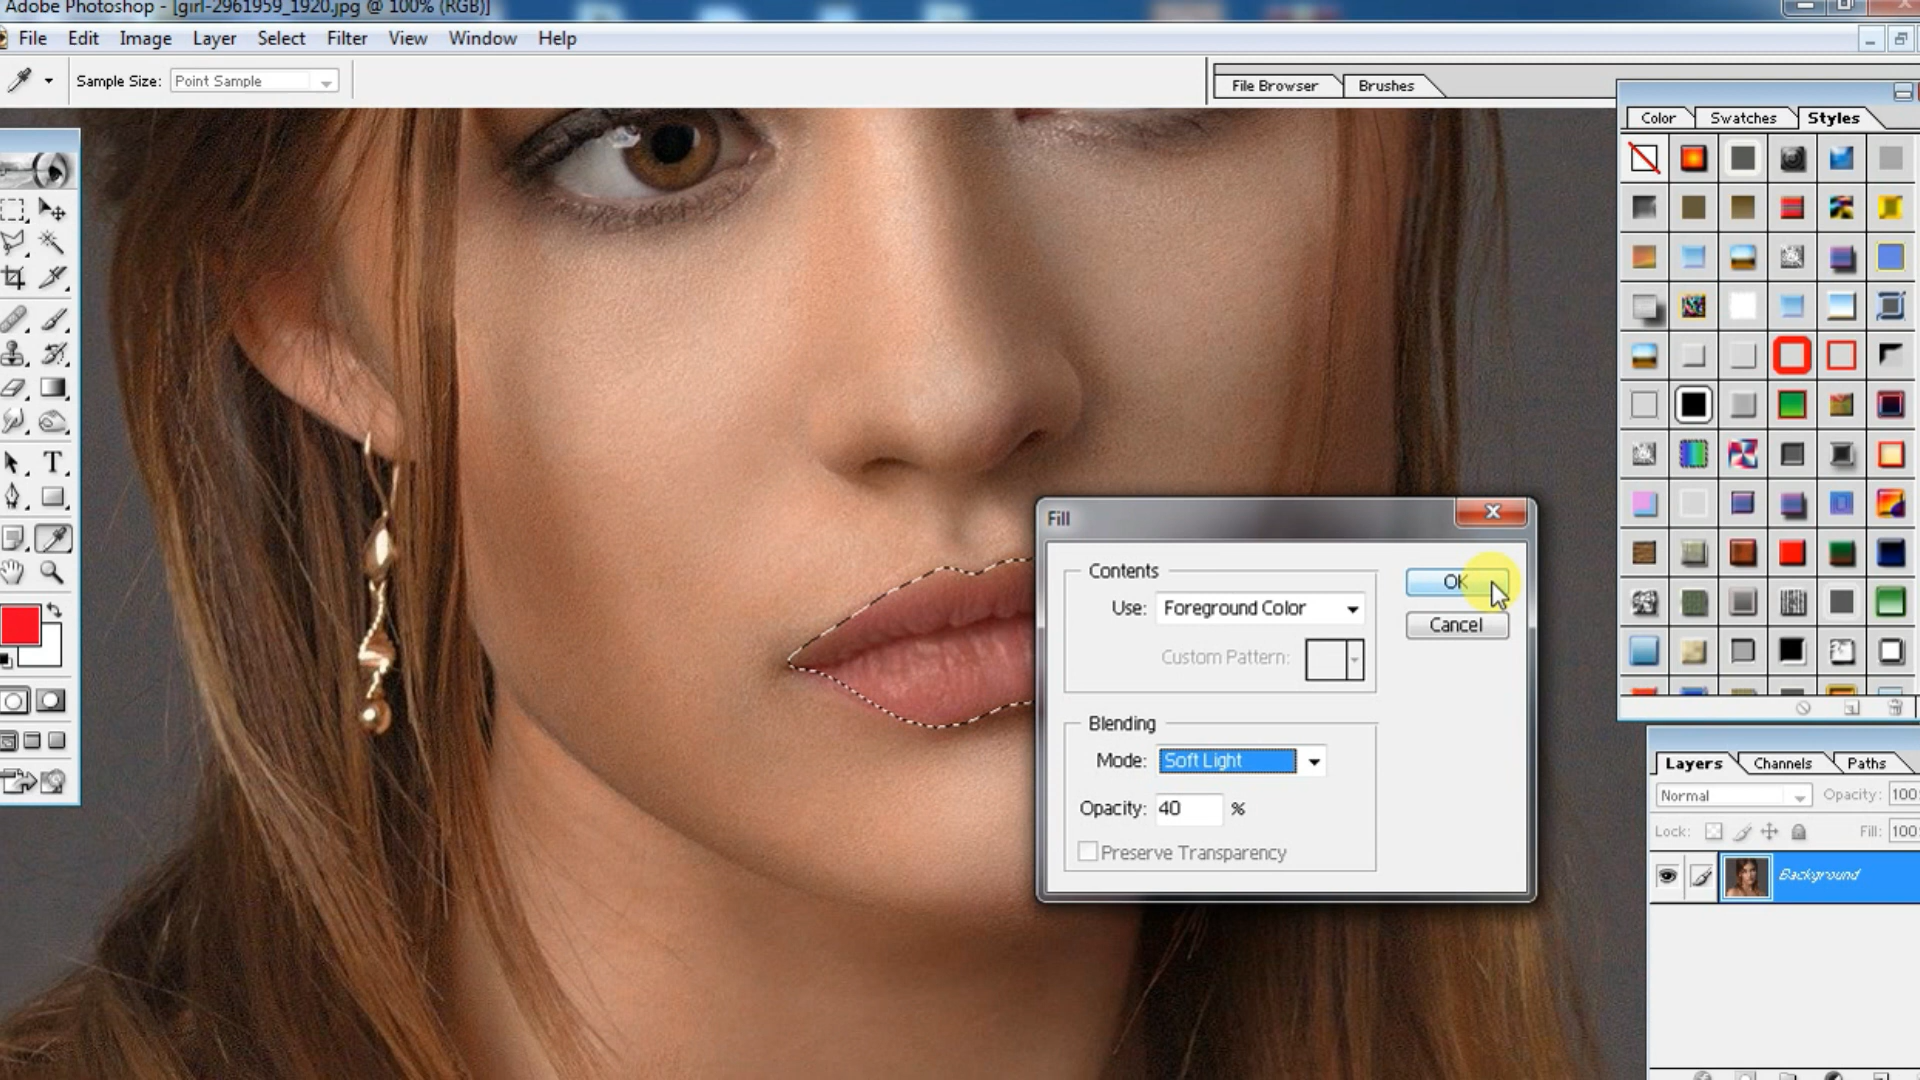 Adobe Photoshop - [girl-2961959_1920.jpg @ 100% (RGB)]
File Edit Image Layer Select Filter View Window Help
Sample Size: Point Sample
File Browser Brushes
Color Swatches Styles
T
Fill
Contents
Use: Foreground Color
Custom Pattern:
OK
Cancel
Blending
Mode: Soft Light
Opacity: 40 %
Preserve Transparency
Layers Channels Paths
Normal Opacity: 100
Lock: Fill: 100
Background